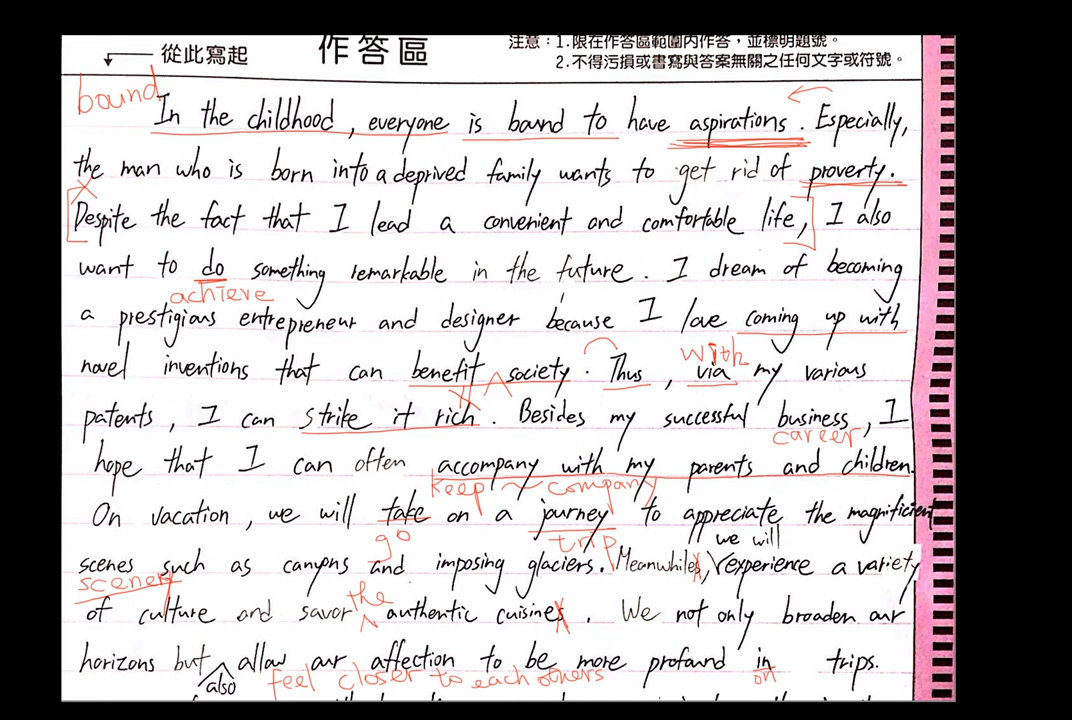 從此寫起
作答區
注意：1.限在作答區範圍內作答，並標明題號。
2.不得污損或書寫與答案無關之任何文字或符號。
bound
In the childhood, everyone is bound to have aspirations. Especially,
the man who is born into a deprived family wants to get rid of proverty.
Despite the fact that I lead a convenient and comfortable life, I also
want to do something remarkable in the future. I dream of becoming
achieve
a prestigious entrepreneur and designer because I love coming up with
with
novel inventions that can benefit society. Thus, via my various
patents, I can strike it rich. Besides my successful business, I
career
hope that I can often accompany with my parents and children.
keep ~ company
On vacation, we will take on a journey to appreciate the magnificient
go trip we will
scenes such as canyons and imposing glaciers. Meanwhiles, experience a variety
scenery
the
of culture and savor authentic cuisines. We not only broaden our
horizons but allow our affection to be more profound in trips.
also feel closer to each others on